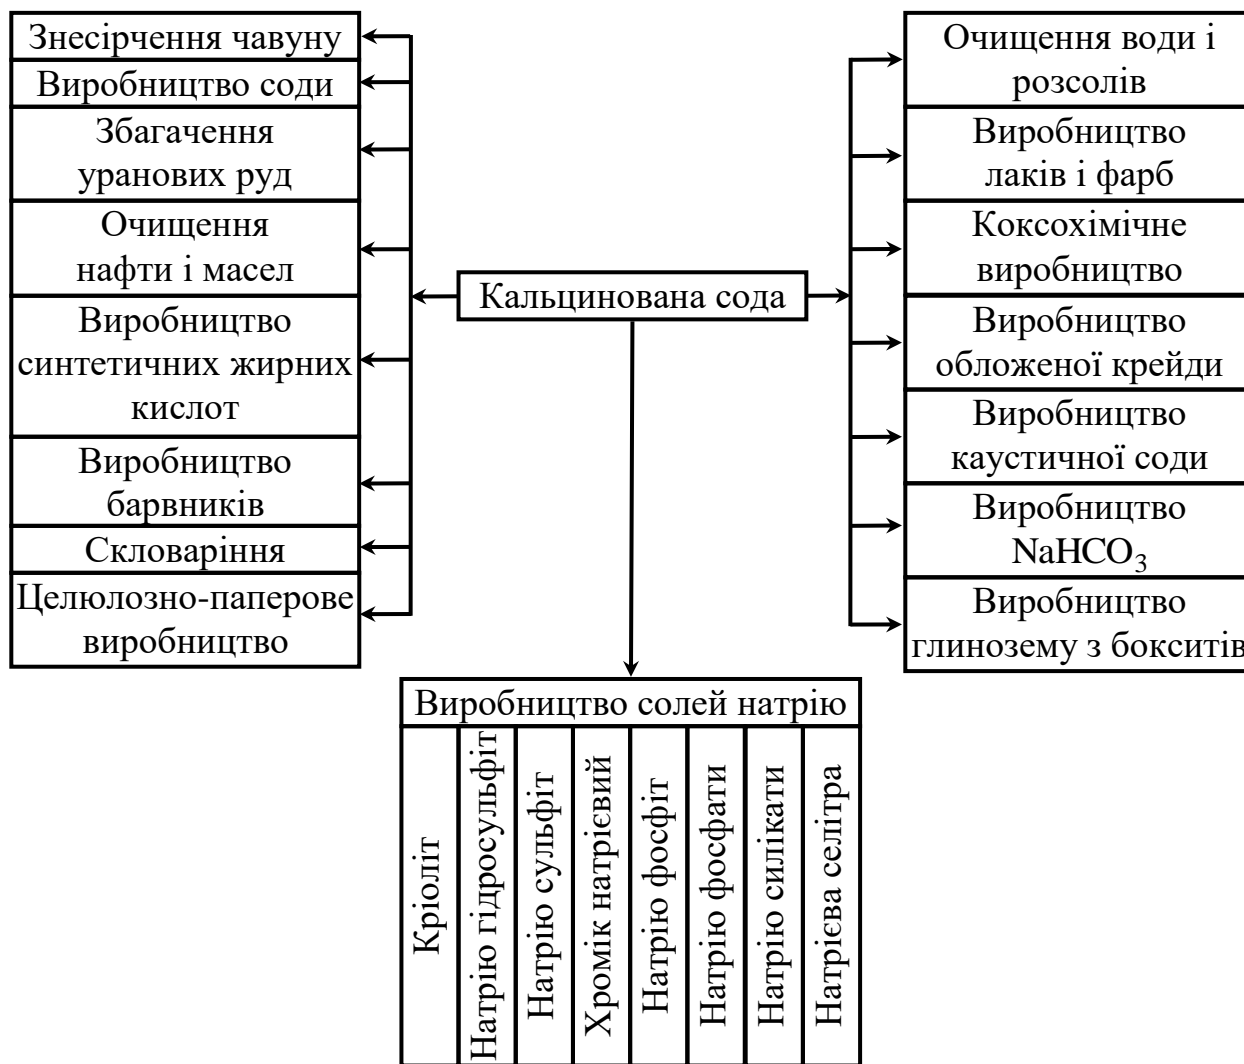 Знесірчення чавуну
Виробництво соди
Збагачення
уранових руд
Очищення
нафти і масел
Виробництво
синтетичних жирних
кислот
Виробництво
барвників
Скловаріння
Целюлозно-паперове
виробництво
Кальцинована сода
Очищення води і
розсолів
Виробництво
лаків і фарб
Коксохімічне
виробництво
Виробництво
обложеної крейди
Виробництво
каустичної соди
Виробництво
NaHCO₃
Виробництво
глинозему з бокситів
Виробництво солей натрію
Кріоліт
Натрію гідросульфіт
Натрію сульфіт
Хромік натрієвий
Натрію фосфіт
Натрію фосфати
Натрію силікати
Натрієва селітра